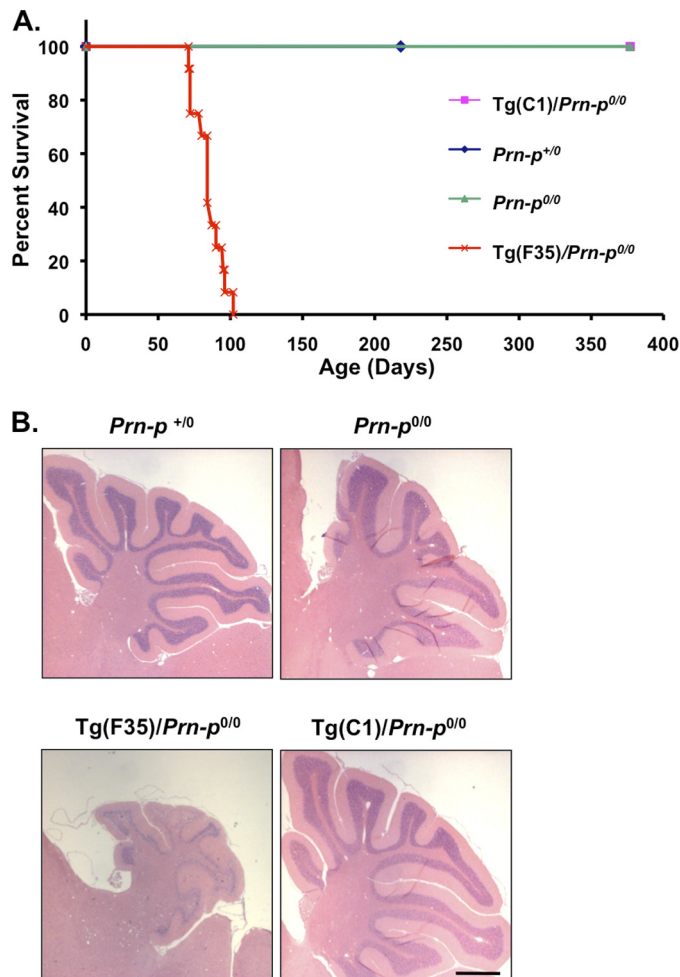 A.
Percent Survival
100
80
60
40
20
0
0 50 100 150 200 250 300 350 400
Age (Days)
Tg(C1)/Prn-p0/0
Prn-p+/0
Prn-p0/0
Tg(F35)/Prn-p0/0
B.
Prn-p +/0 Prn-p0/0
Tg(F35)/Prn-p0/0 Tg(C1)/Prn-p0/0